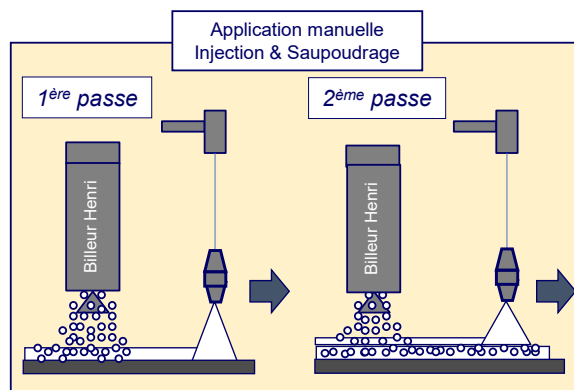 Application manuelle
Injection & Saupoudrage
1ère passe
2ème passe
Billeur Henri
Billeur Henri